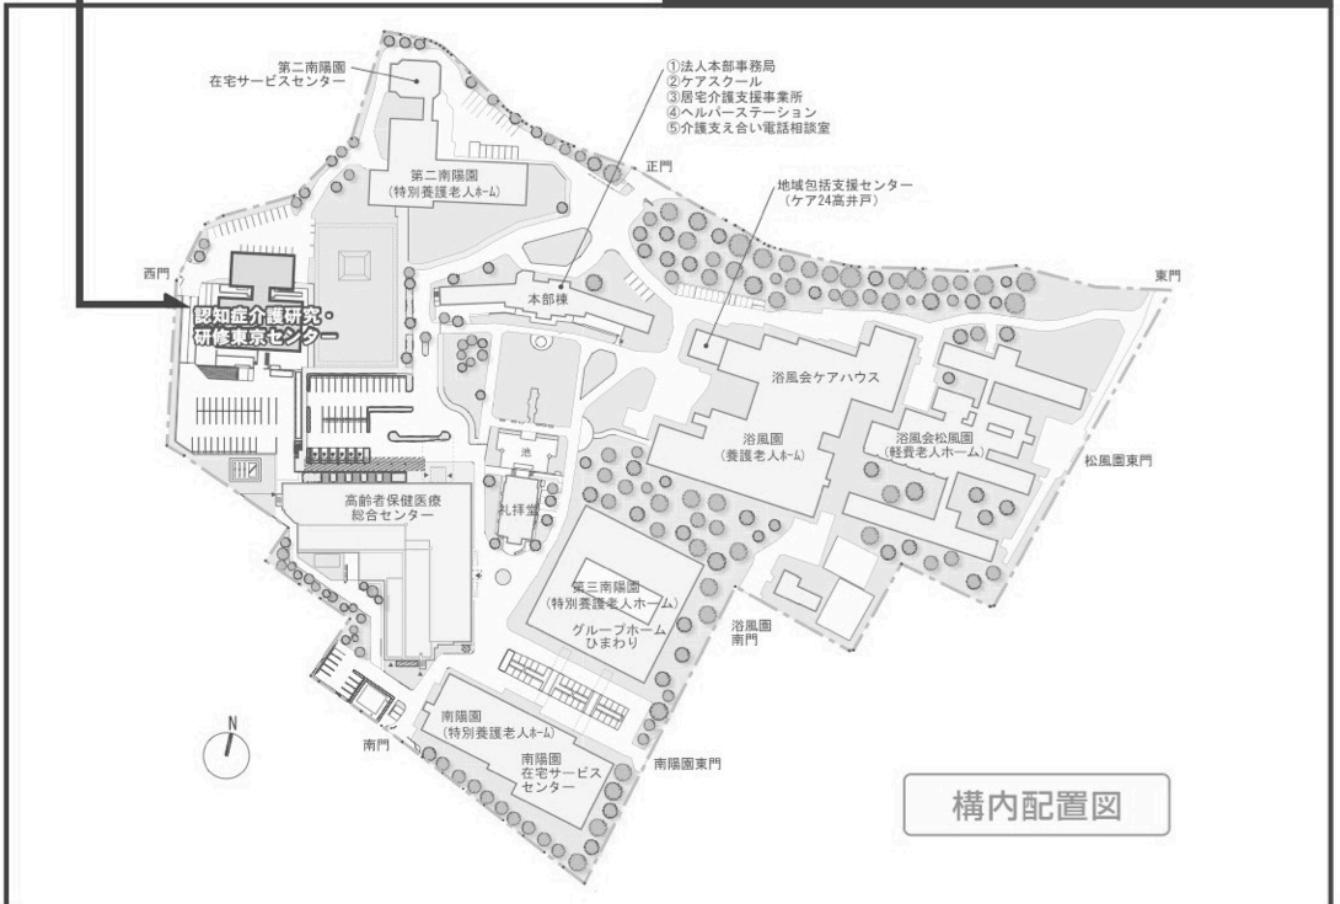 第二南陽園
在宅サービスセンター
①法人本部事務局
②ケアスクール
③居宅介護支援事業所
④ヘルパーステーション
⑤介護支え合い電話相談室
正門
第二南陽園
(特別養護老人ホーム)
地域包括支援センター
(ケア24高井戸)
西門
東門
本部棟
認知症介護研究・
研修東京センター
浴風会ケアハウス
浴風園
(養護老人ホーム)
浴風会松風園
(軽費老人ホーム)
松風園東門
池
高齢者保健医療
総合センター
礼拝堂
第三南陽園
(特別養護老人ホーム)
グループホーム
ひまわり
浴風園
南門
N
南陽園
(特別養護老人ホーム)
南門
南陽園
在宅サービス
センター
南陽園東門
構内配置図